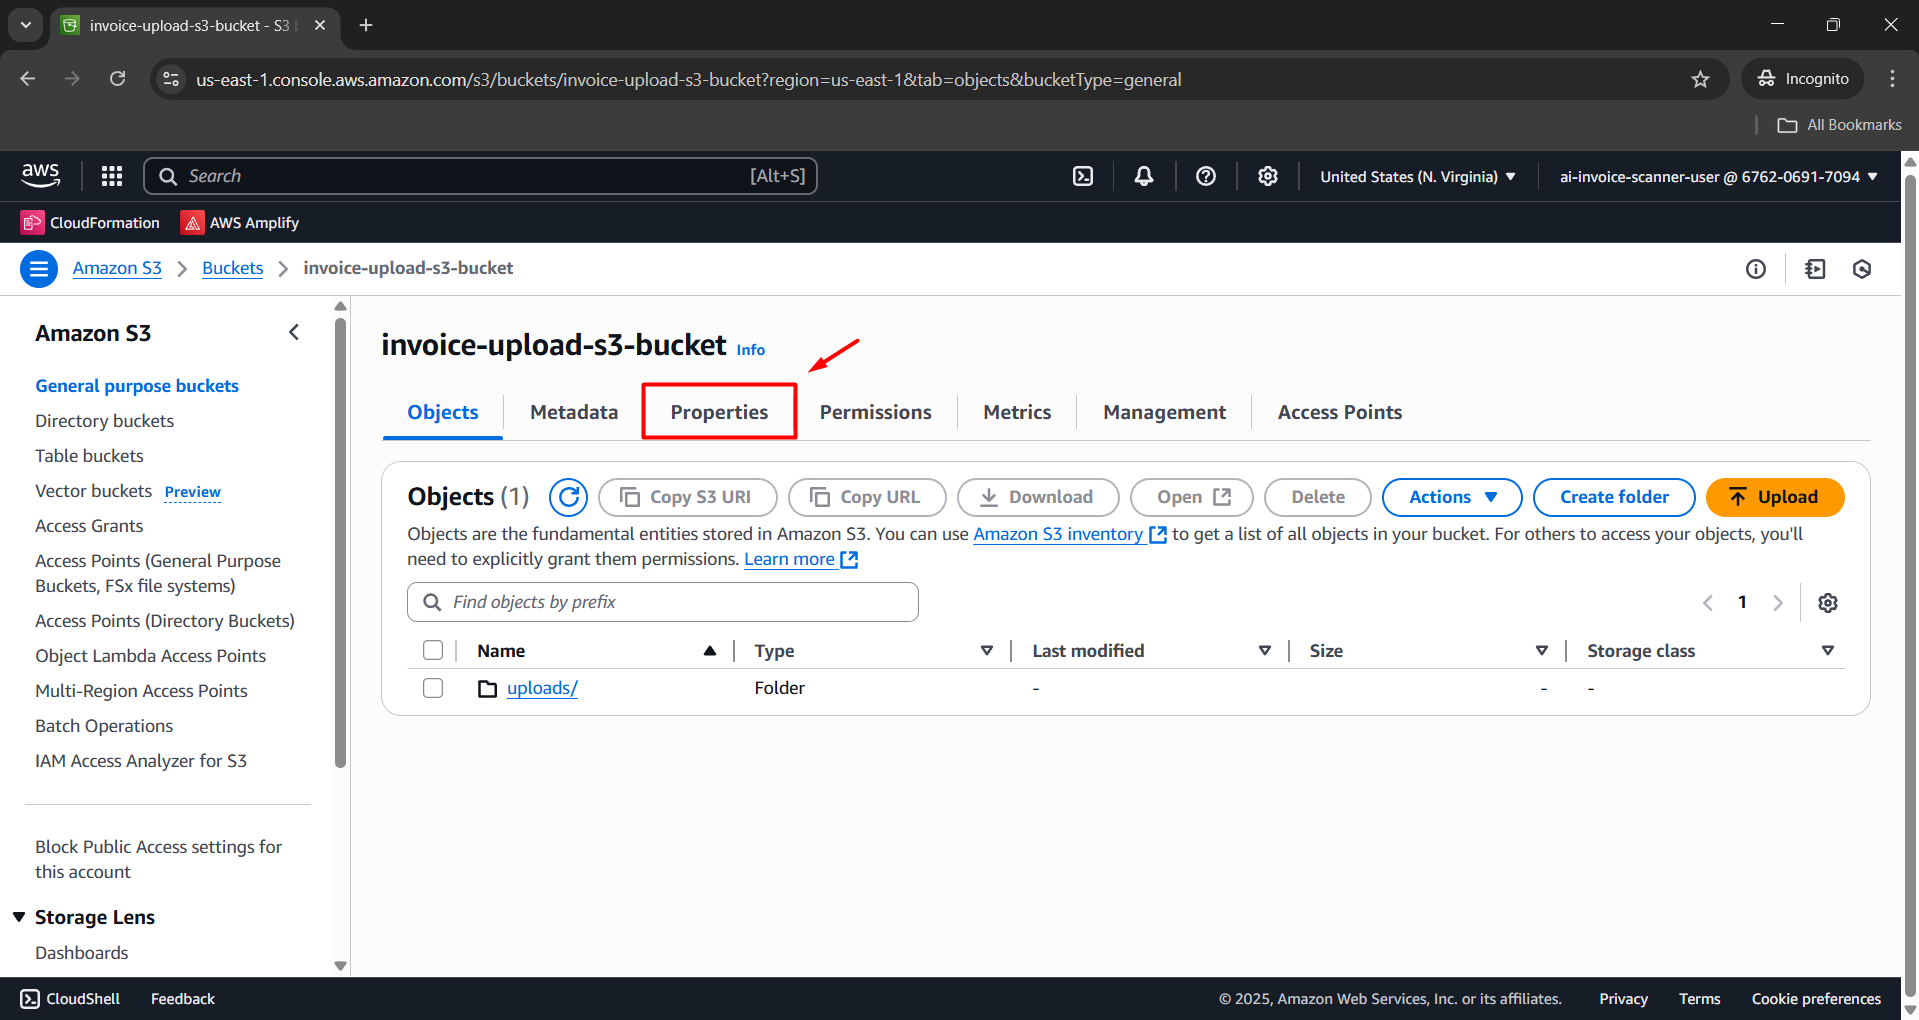 invoice-upload-s3-bucket - S3 b
us-east-1.console.aws.amazon.com/s3/buckets/invoice-upload-s3-bucket?region=us-east-1&tab=objects&bucketType=general
Incognito
All Bookmarks
aws
Search
[Alt+S]
United States (N. Virginia)
ai-invoice-scanner-user @ 6762-0691-7094
CloudFormation
AWS Amplify
Amazon S3
Buckets
invoice-upload-s3-bucket
Amazon S3
General purpose buckets
Directory buckets
Table buckets
Vector buckets Preview
Access Grants
Access Points (General Purpose
Buckets, FSx file systems)
Access Points (Directory Buckets)
Object Lambda Access Points
Multi-Region Access Points
Batch Operations
IAM Access Analyzer for S3
Block Public Access settings for
this account
Storage Lens
Dashboards
invoice-upload-s3-bucket Info
Objects
Metadata
Properties
Permissions
Metrics
Management
Access Points
Objects (1)
Copy S3 URI
Copy URL
Download
Open
Delete
Actions
Create folder
Upload
Objects are the fundamental entities stored in Amazon S3. You can use Amazon S3 inventory to get a list of all objects in your bucket. For others to access your objects, you'll
need to explicitly grant them permissions. Learn more
Find objects by prefix
1
Name
Type
Last modified
Size
Storage class
uploads/
Folder
-
-
-
CloudShell
Feedback
© 2025, Amazon Web Services, Inc. or its affiliates.
Privacy
Terms
Cookie preferences